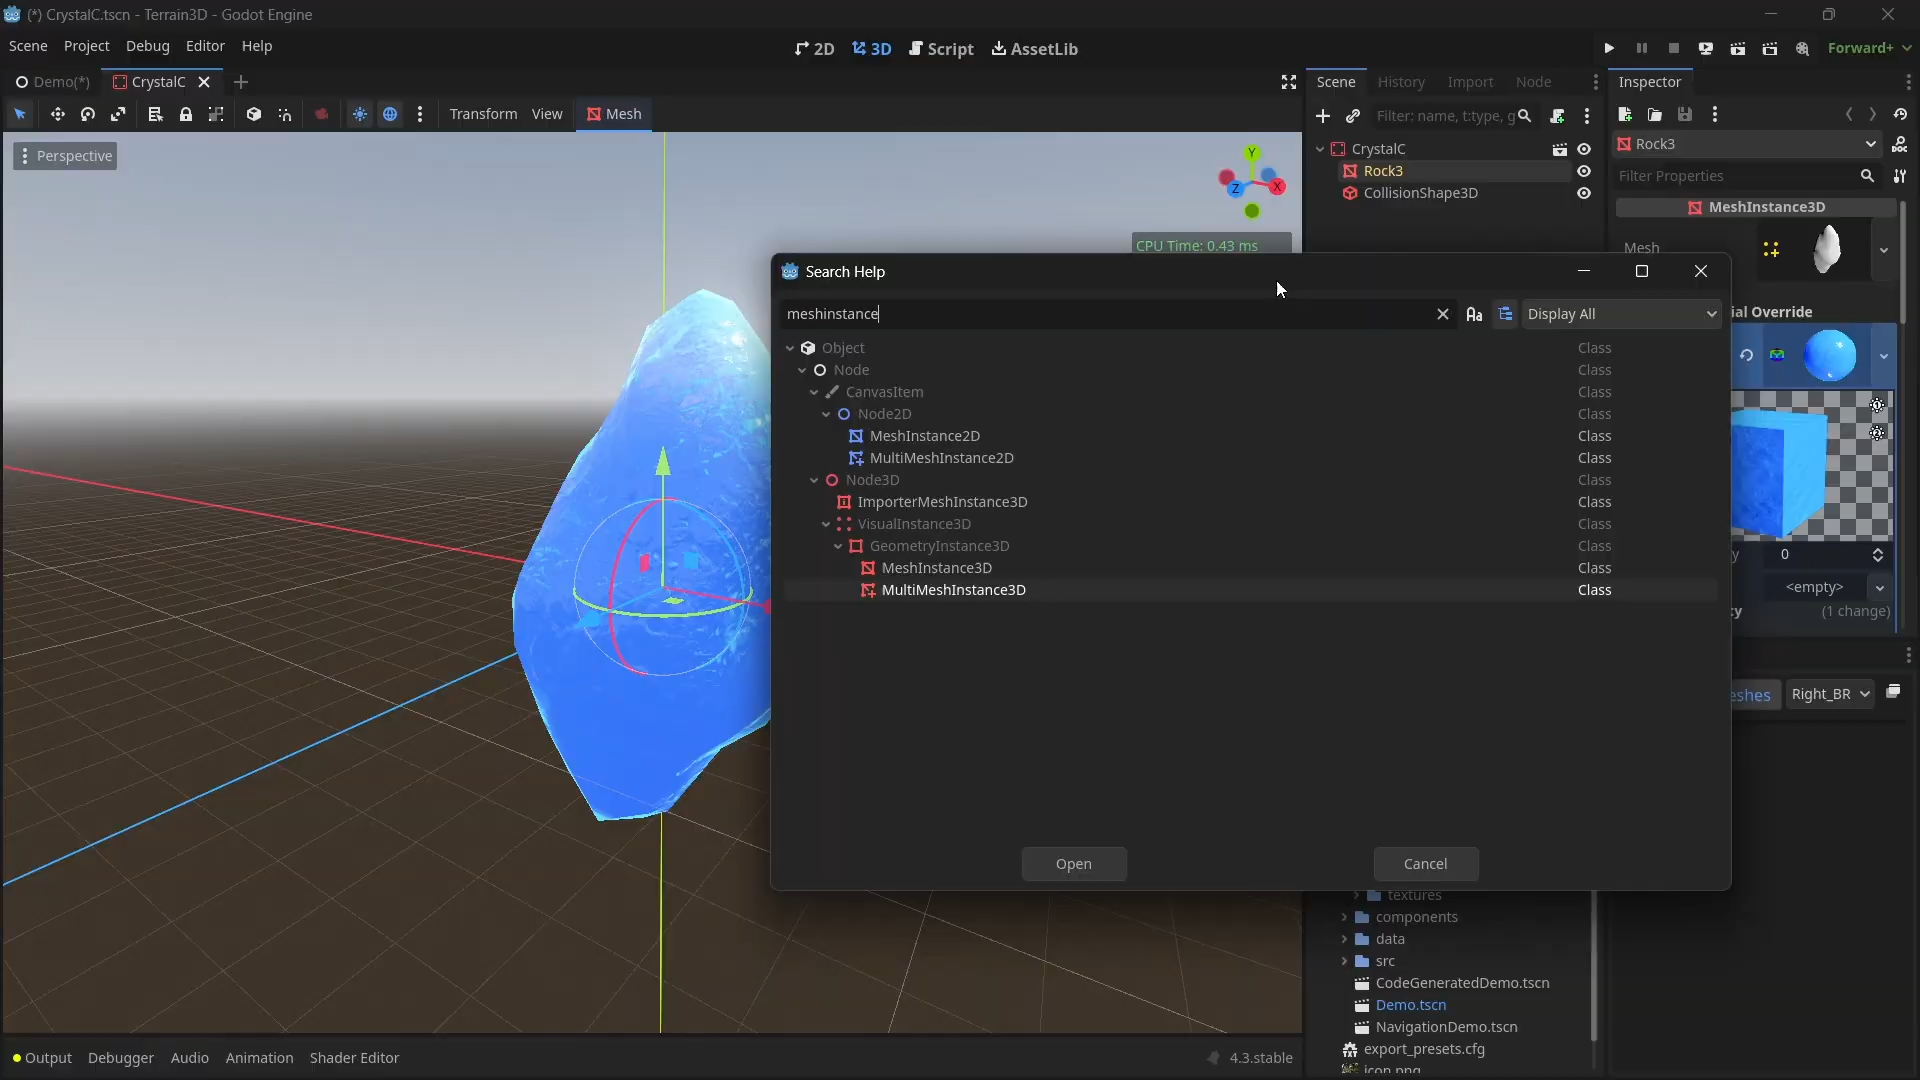 (*) CrystalC.tscn - Terrain3D - Godot Engine
Scene Project Debug Editor Help
2D 3D Script AssetLib
Forward+
Demo(*) CrystalC
Scene History Import Node
Inspector
Transform View Mesh
Filter: name, t:type, g
Perspective
CrystalC
Rock3
CollisionShape3D
Rock3
Filter Properties
MeshInstance3D
Mesh
Y
Z
X
CPU Time: 0.43 ms
Search Help
meshinstance
Aa
Display All
ial Override
Object Class
Node Class
CanvasItem Class
Node2D Class
MeshInstance2D Class
MultiMeshInstance2D Class
Node3D Class
ImporterMeshInstance3D Class
VisualInstance3D Class
GeometryInstance3D Class
MeshInstance3D Class
MultiMeshInstance3D Class
y 0
<empty>
cy (1 change)
eshes Right_BR
Open Cancel
textures
components
data
src
CodeGeneratedDemo.tscn
Demo.tscn
NavigationDemo.tscn
export_presets.cfg
icon.png
Output Debugger Audio Animation Shader Editor
4.3.stable